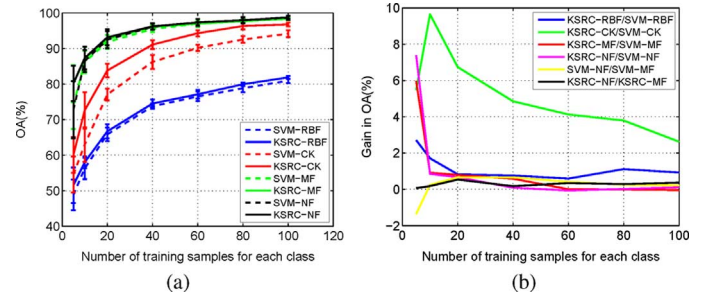 100
90
80
70
60
50
40
OA(%)
0
20
40
60
80
100
120
Number of training samples for each class
SVM-RBF
KSRC-RBF
SVM-CK
KSRC-CK
SVM-MF
KSRC-MF
SVM-NF
KSRC-NF
(a)
10
8
6
4
2
0
-2
Gain in OA(%)
0
20
40
60
80
100
Number of training samples for each class
KSRC-RBF/SVM-RBF
KSRC-CK/SVM-CK
KSRC-MF/SVM-MF
KSRC-NF/SVM-NF
SVM-NF/SVM-MF
KSRC-NF/KSRC-MF
(b)